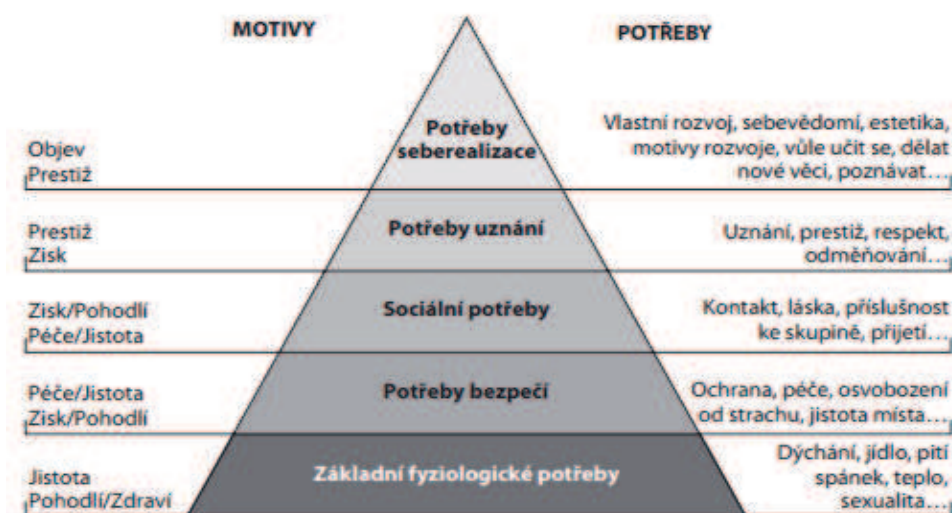 MOTIVY
POTŘEBY
Objev
Prestiž
Potřeby
seberealizace
Vlastní rozvoj, sebevědomí, estetika,
motivy rozvoje, vůle učit se, dělat
nové věci, poznávat...
Prestiž
Zisk
Potřeby uznání
Uznání, prestiž, respekt,
odměňování...
Zisk/Pohodlí
Péče/Jistota
Sociální potřeby
Kontakt, láska, příslušnost
ke skupině, přijetí...
Péče/Jistota
Zisk/Pohodlí
Potřeby bezpečí
Ochrana, péče, osvobození
od strachu, jistota místa...
Jistota
Pohodlí/Zdraví
Základní fyziologické potřeby
Dýchání, jídlo, pití
spánek, teplo,
sexualita...